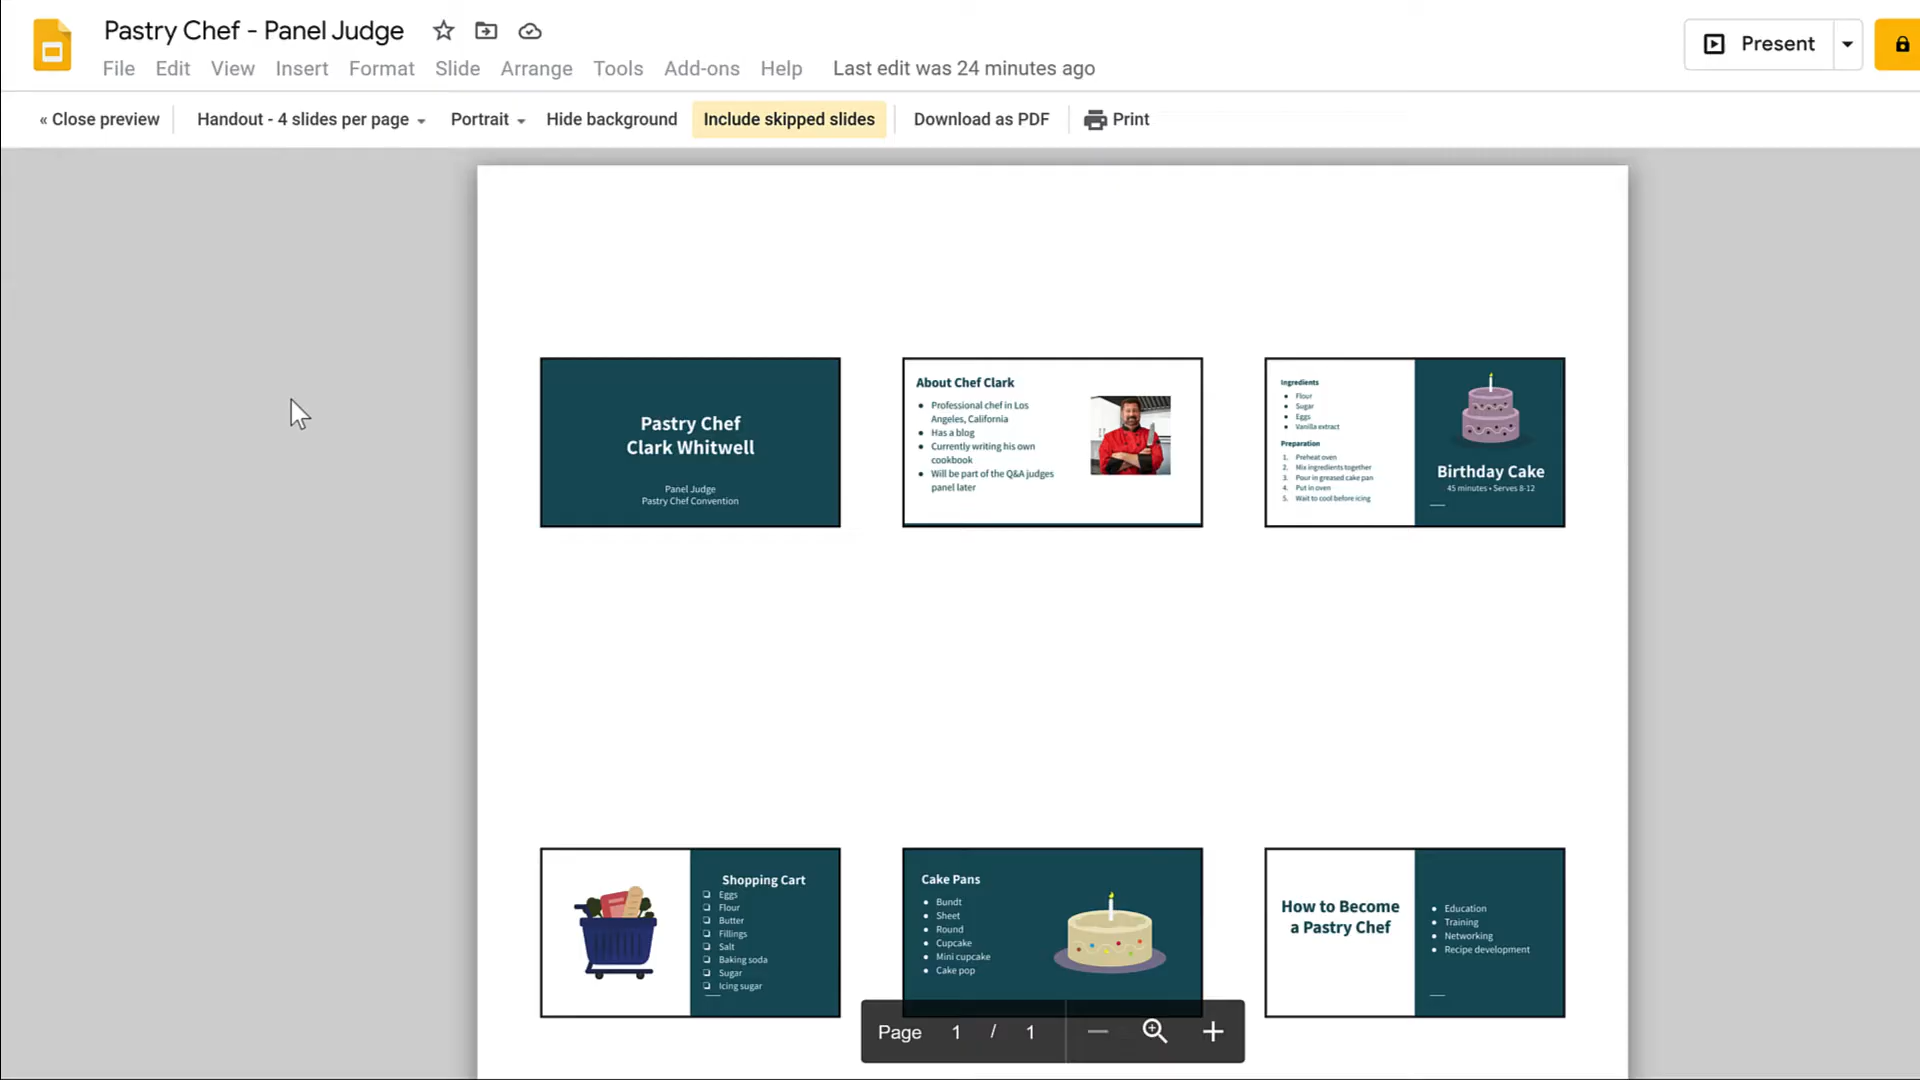 Pastry Chef - Panel Judge
File Edit View Insert Format Slide Arrange Tools Add-ons Help Last edit was 24 minutes ago
Present
« Close preview Handout - 4 slides per page Portrait Hide background Include skipped slides Download as PDF Print
Pastry Chef
Clark Whitwell
Panel Judge
Pastry Chef Convention
About Chef Clark
● Professional chef in Los
Angeles, California
● Has a blog
● Currently writing his own
cookbook
● Will be part of the Q&A judges
panel later
Ingredients
● Flour
● Sugar
● Eggs
● Vanilla extract
Preparation
1. Preheat oven
2. Mix ingredients together
3. Pour in greased cake pan
4. Put in oven
5. Wait to cool before icing
Birthday Cake
45 minutes • Serves 8-12
Shopping Cart
❏ Eggs
❏ Flour
❏ Butter
❏ Fillings
❏ Salt
❏ Baking soda
❏ Sugar
❏ Icing sugar
Cake Pans
● Bundt
● Sheet
● Round
● Cupcake
● Mini cupcake
● Cake pop
How to Become
a Pastry Chef
● Education
● Training
● Networking
● Recipe development
Page 1 / 1